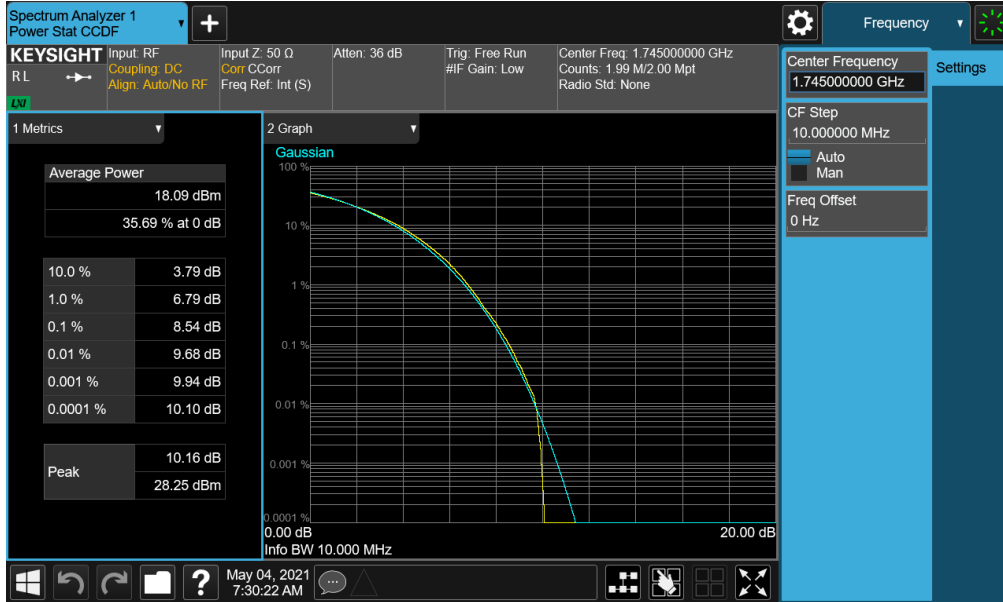 Spectrum Analyzer 1
Power Stat CCDF
Frequency
KEYSIGHT
R L
LXI
Input: RF
Coupling: DC
Align: Auto/No RF
Input Z: 50 Ω
Corr CCorr
Freq Ref: Int (S)
Atten: 36 dB
Trig: Free Run
#IF Gain: Low
Center Freq: 1.745000000 GHz
Counts: 1.99 M/2.00 Mpt
Radio Std: None
Center Frequency
1.745000000 GHz
Settings
CF Step
10.000000 MHz
Auto
Man
Freq Offset
0 Hz
1 Metrics
Average Power
18.09 dBm
35.69 % at 0 dB
10.0 % 3.79 dB
1.0 % 6.79 dB
0.1 % 8.54 dB
0.01 % 9.68 dB
0.001 % 9.94 dB
0.0001 % 10.10 dB
Peak 10.16 dB
28.25 dBm
2 Graph
Gaussian
100 %
10 %
1 %
0.1 %
0.01 %
0.001 %
0.0001 %
0.00 dB 20.00 dB
Info BW 10.000 MHz
?
May 04, 2021
7:30:22 AM